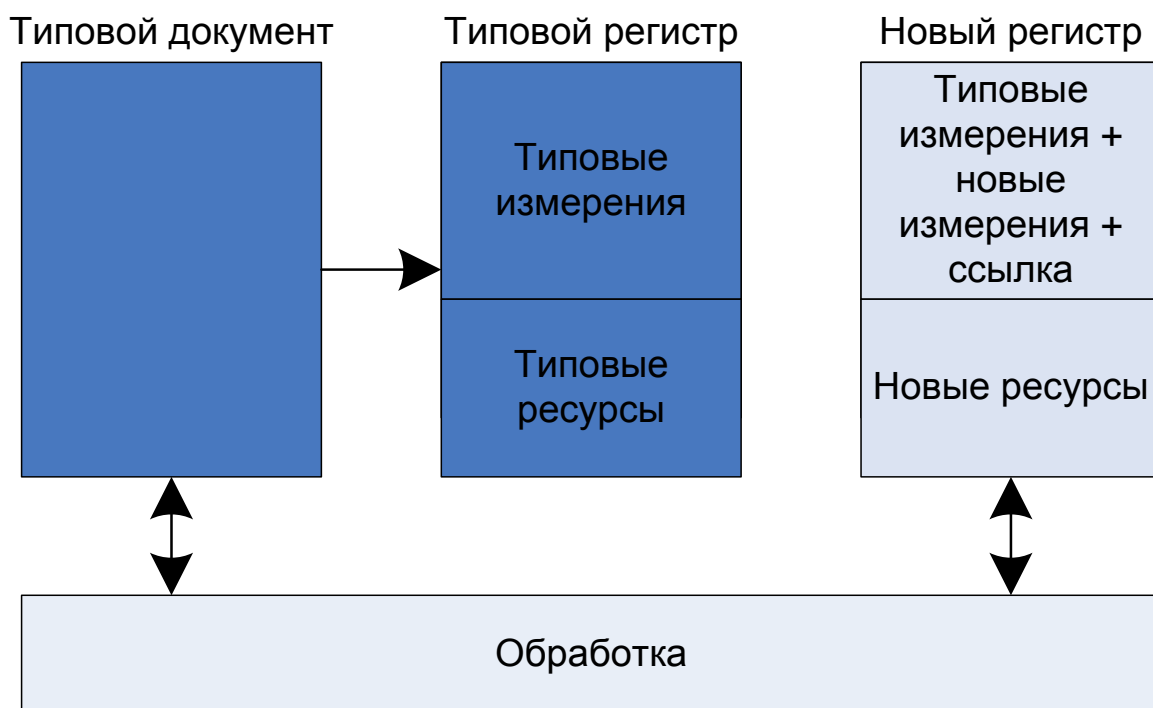 Типовой документ
Типовой регистр
Новый регистр
Типовые
измерения
Типовые
ресурсы
Типовые
измерения +
новые
измерения +
ссылка
Новые ресурсы
Обработка